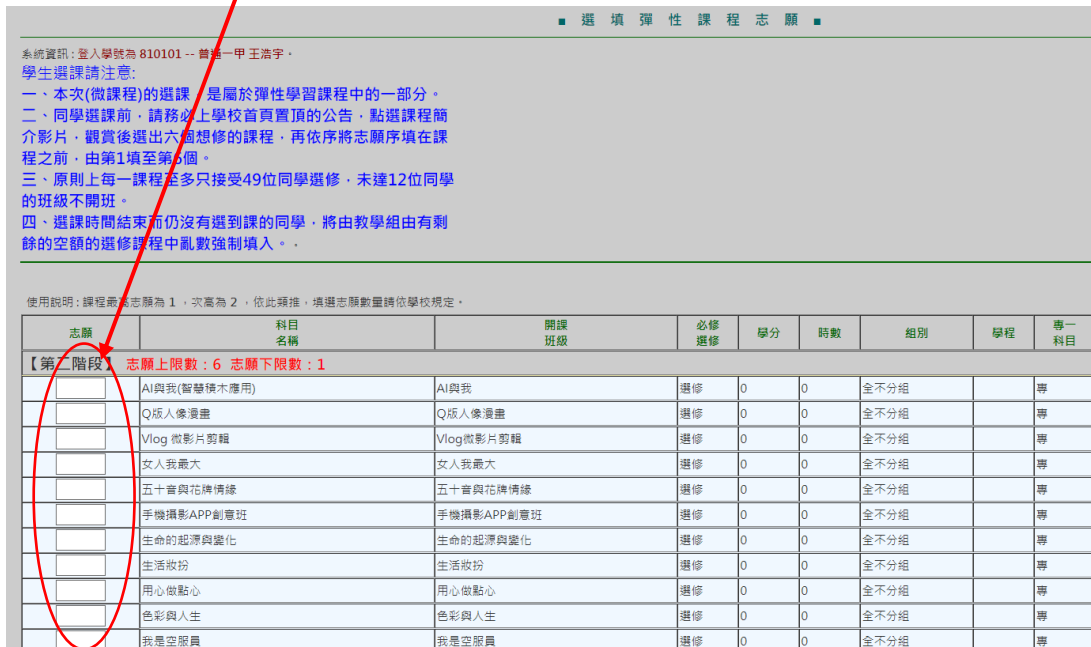 ■ 選 填 彈 性 課 程 志 願 ■
系統資訊 : 登入學號為 810101 -- 普通一甲 王浩宇。
學生選課請注意:
一、本次(微課程)的選課，是屬於彈性學習課程中的一部分。
二、同學選課前，請務必上學校首頁置頂的公告，點選課程簡
介影片，觀賞後選出六個想修的課程，再依序將志願序填在課
程之前，由第1填至第6個。
三、原則上每一課程至多只接受49位同學選修，未達12位同學
的班級不開班。
四、選課時間結束而仍沒有選到課的同學，將由教學組由有剩
餘的空額的選修課程中亂數強制填入。。
使用說明 : 課程最高志願為 1 ，次高為 2 ，依此類推，填選志願數量請依學校規定。
志願 科目名稱 開課班級 必修選修 學分 時數 組別 學程 專一科目
【第二階段】 志願上限數：6 志願下限數：1
AI與我(智慧積木應用) AI與我 選修 0 0 全不分組 專
Q版人像漫畫 Q版人像漫畫 選修 0 0 全不分組 專
Vlog 微影片剪輯 Vlog微影片剪輯 選修 0 0 全不分組 專
女人我最大 女人我最大 選修 0 0 全不分組 專
五十音與花牌情緣 五十音與花牌情緣 選修 0 0 全不分組 專
手機攝影APP創意班 手機攝影APP創意班 選修 0 0 全不分組 專
生命的起源與變化 生命的起源與變化 選修 0 0 全不分組 專
生活妝扮 生活妝扮 選修 0 0 全不分組 專
用心做點心 用心做點心 選修 0 0 全不分組 專
色彩與人生 色彩與人生 選修 0 0 全不分組 專
我是空服員 我是空服員 選修 0 0 全不分組 專